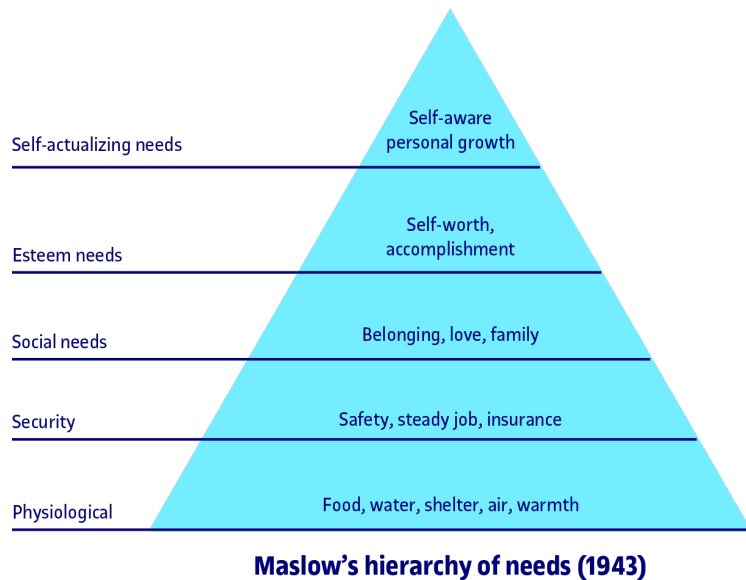 Self-aware
personal growth
Self-actualizing needs
Self-worth,
accomplishment
Esteem needs
Belonging, love, family
Social needs
Safety, steady job, insurance
Security
Food, water, shelter, air, warmth
Physiological
Maslow’s hierarchy of needs (1943)